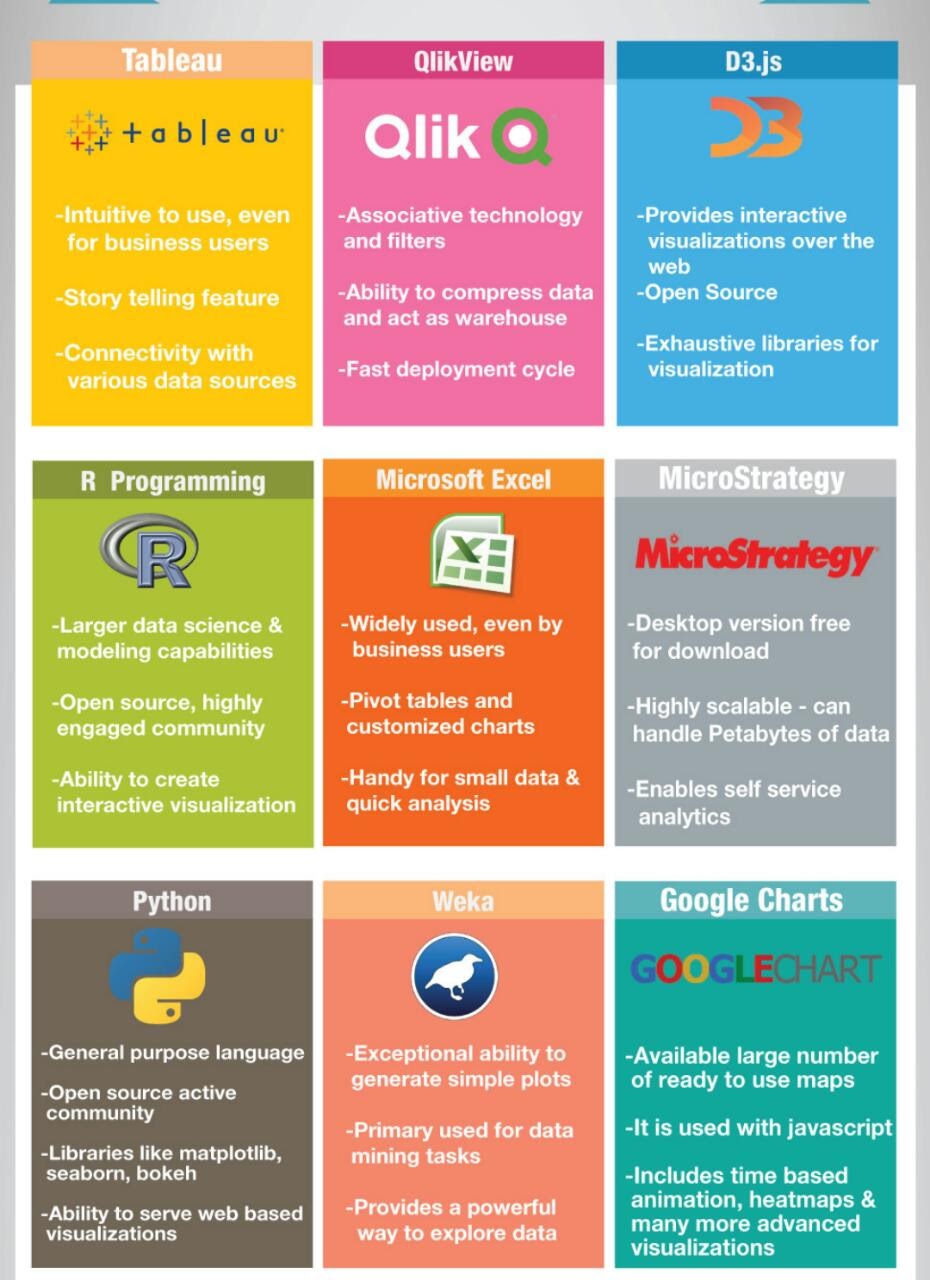 Tableau
+ a b | e a u
-Intuitive to use, even
for business users
-Story telling feature
-Connectivity with
various data sources
QlikView
Qlik Q
-Associative technology
and filters
-Ability to compress data
and act as warehouse
-Fast deployment cycle
D3.js
D3
-Provides interactive
visualizations over the
web
-Open Source
-Exhaustive libraries for
visualization
R Programming
R
-Larger data science &
modeling capabilities
-Open source, highly
engaged community
-Ability to create
interactive visualization
Microsoft Excel
X
-Widely used, even by
business users
-Pivot tables and
customized charts
-Handy for small data &
quick analysis
MicroStrategy
MicroStrategy
-Desktop version free
for download
-Highly scalable - can
handle Petabytes of data
-Enables self service
analytics
Python
-General purpose language
-Open source active
community
-Libraries like matplotlib,
seaborn, bokeh
-Ability to serve web based
visualizations
Weka
-Exceptional ability to
generate simple plots
-Primary used for data
mining tasks
-Provides a powerful
way to explore data
Google Charts
GOOGLECHART
-Available large number
of ready to use maps
-It is used with javascript
-Includes time based
animation, heatmaps &
many more advanced
visualizations